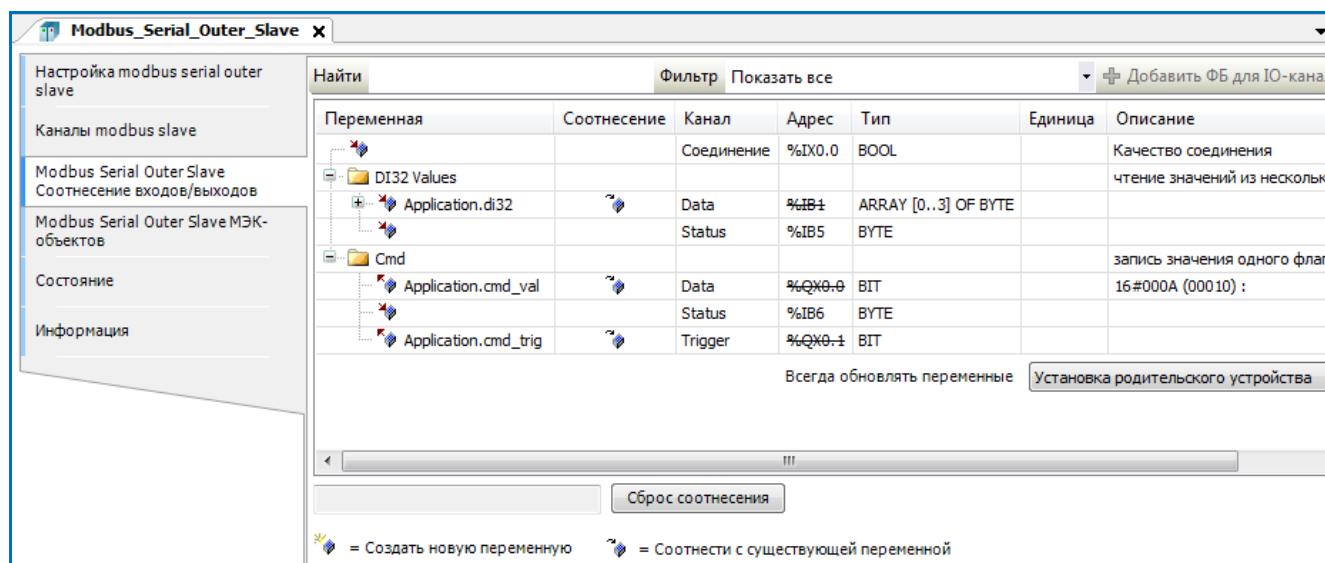 Modbus_Serial_Outer_Slave
Настройка modbus serial outer
slave
Каналы modbus slave
Modbus Serial Outer Slave
Соотнесение входов/выходов
Modbus Serial Outer Slave МЭК-
объектов
Состояние
Информация
Найти Фильтр Показать все Добавить ФБ для IO-кана
Переменная Соотнесение Канал Адрес Тип Единица Описание
Соединение %IX0.0 BOOL Качество соединения
DI32 Values чтение значений из нескольк
Application.di32 Data %IB1 ARRAY [0..3] OF BYTE
Status %IB5 BYTE
Cmd запись значения одного флаг
Application.cmd_val Data %QX0.0 BIT 16#000A (00010) :
Status %IB6 BYTE
Application.cmd_trig Trigger %QX0.1 BIT
Всегда обновлять переменные Установка родительского устройства
Сброс соотнесения
= Создать новую переменную = Соотнести с существующей переменной